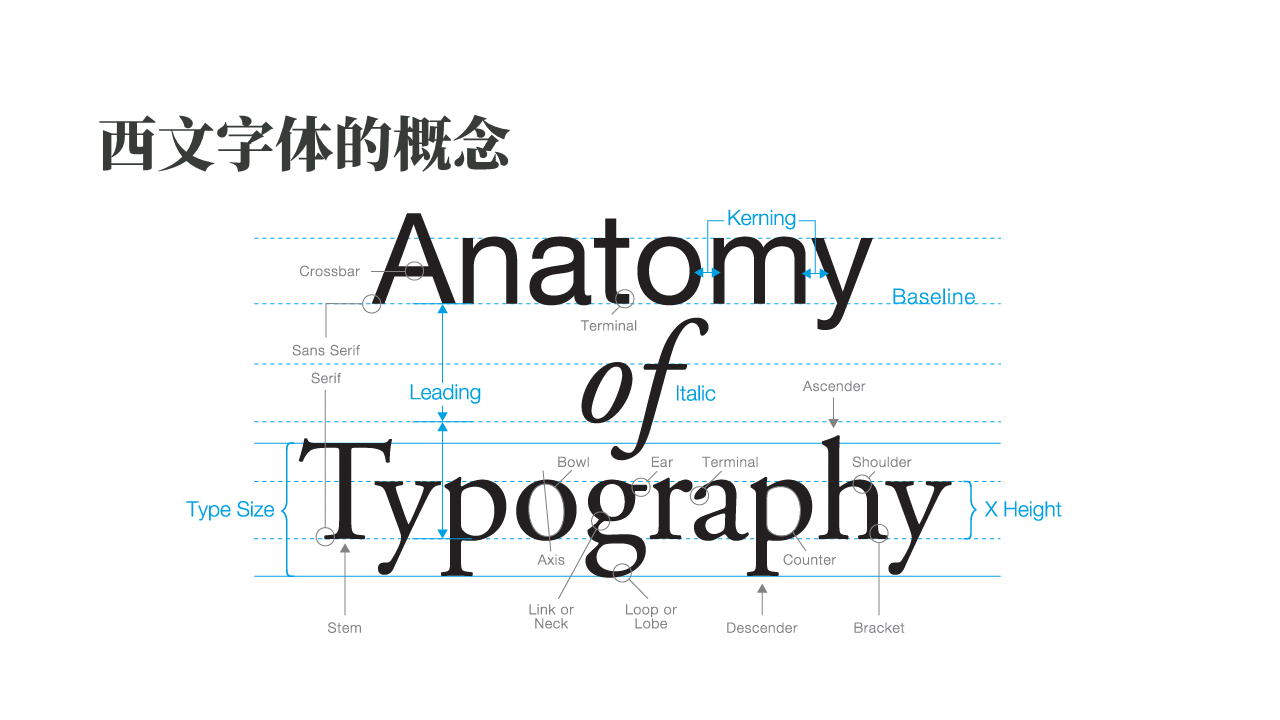 西文字体的概念
Kerning
Anatomy
Crossbar
Baseline
Terminal
Sans Serif
Serif
of
Leading
Italic
Ascender
Typography
Bowl
Ear
Terminal
Shoulder
Type Size
X Height
Axis
Counter
Link or
Neck
Loop or
Lobe
Stem
Descender
Bracket